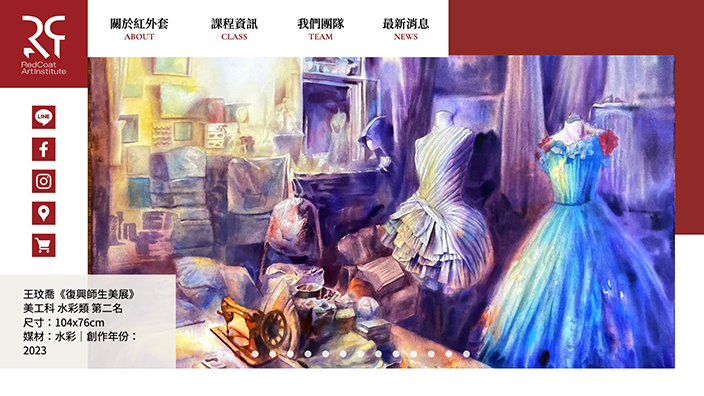 RedCoat
ArtInstitute
關於紅外套
ABOUT
課程資訊
CLASS
我們團隊
TEAM
最新消息
NEWS
LINE
王玟喬《復興師生美展》
美工科 水彩類 第二名
尺寸：104x76cm
媒材：水彩｜創作年份：
2023